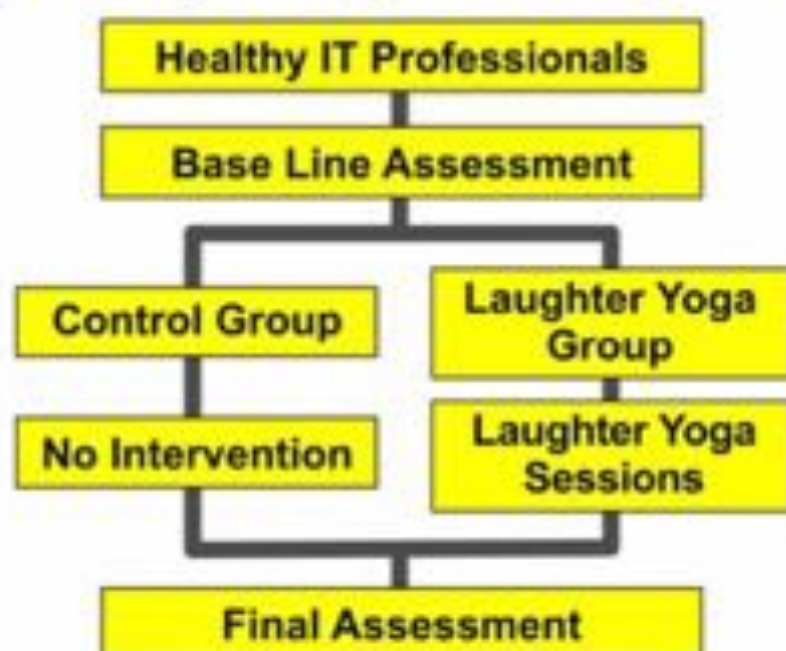 Healthy IT Professionals
Base Line Assessment
Control Group
No Intervention
Laughter Yoga
Group
Laughter Yoga
Sessions
Final Assessment